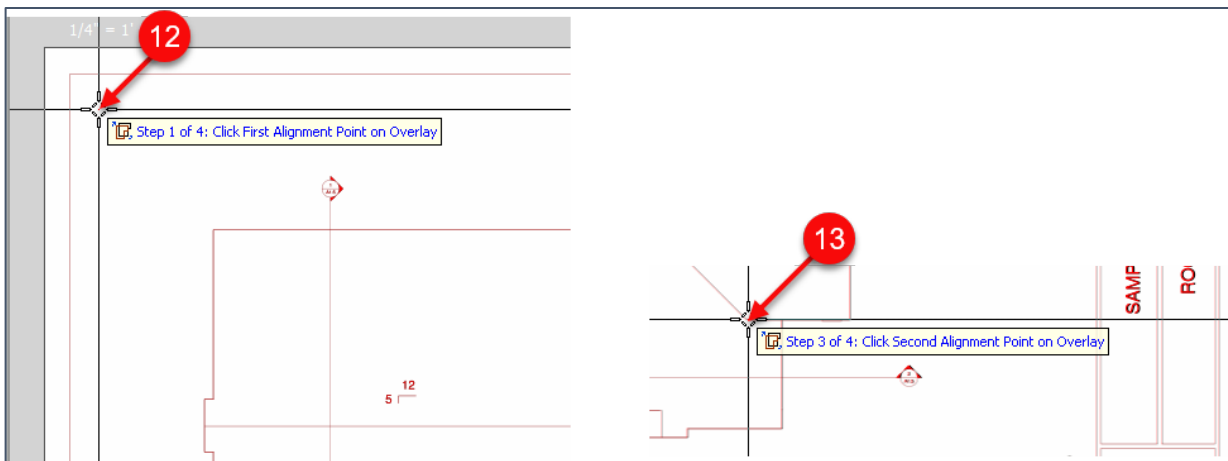 1/4" = 1'
12
Step 1 of 4: Click First Alignment Point on Overlay
12
5
13
SAMP
RO
Step 3 of 4: Click Second Alignment Point on Overlay